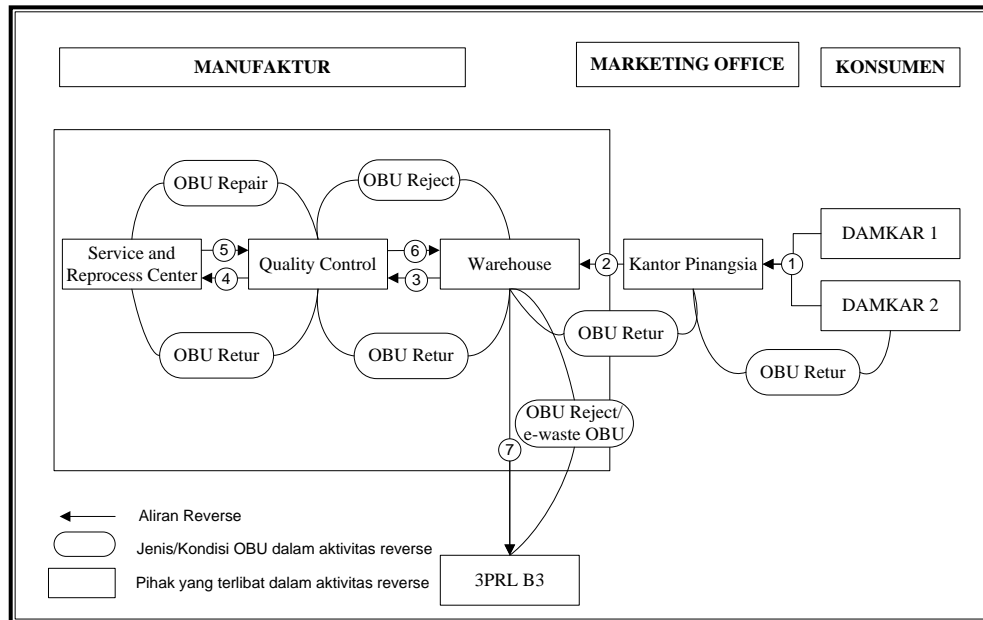 MANUFAKTUR
MARKETING OFFICE
KONSUMEN
OBU Repair
OBU Reject
Service and
Reprocess Center
5
4
Quality Control
6
3
Warehouse
2
Kantor Pinangsia
1
DAMKAR 1
DAMKAR 2
OBU Retur
OBU Retur
OBU Retur
OBU Retur
OBU Reject/
e-waste OBU
7
Aliran Reverse
Jenis/Kondisi OBU dalam aktivitas reverse
Pihak yang terlibat dalam aktivitas reverse
3PRL B3